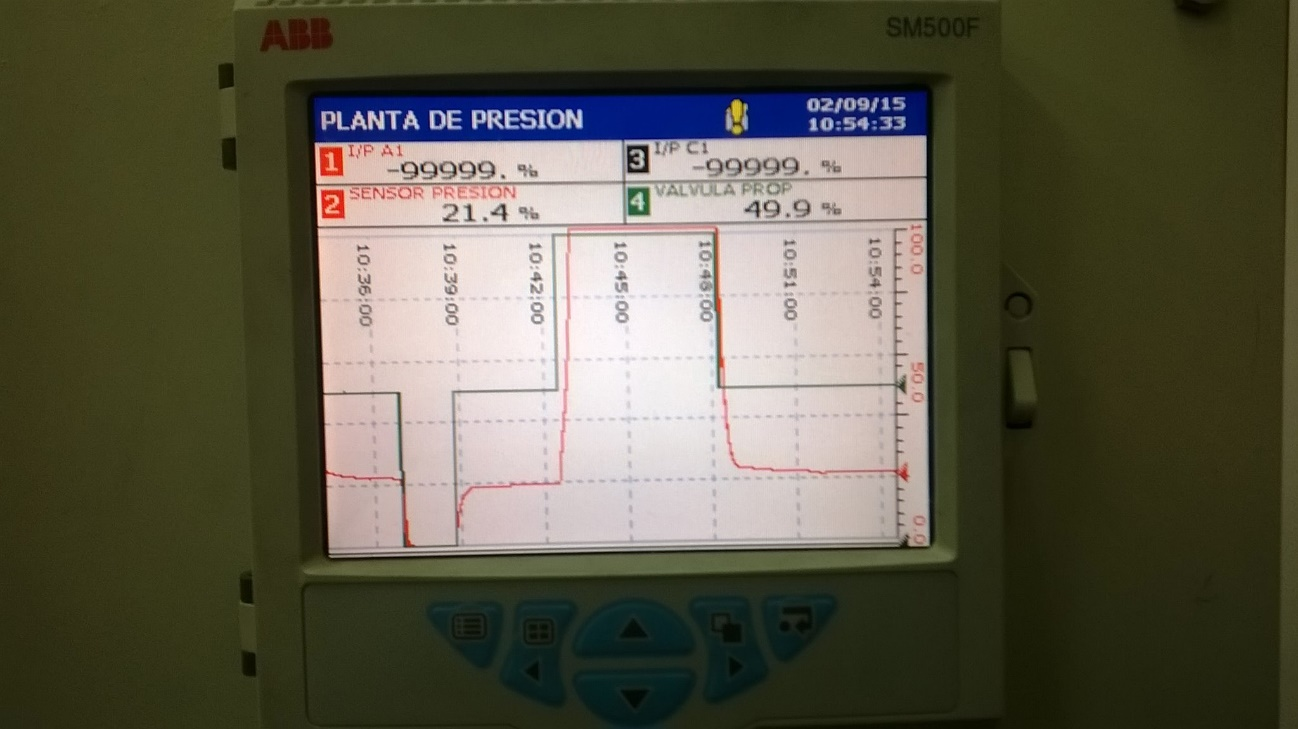 ABB
SM500F
PLANTA DE PRESION
02/09/15
10:54:33
1 I/P A1
-99999. %
3 I/P C1
-99999. %
2 SENSOR PRESION
21.4 %
4 VALVULA PROP
49.9 %
10:36:00
10:39:00
10:42:00
10:45:00
10:48:00
10:51:00
10:54:00
100.0
50.0
0.0